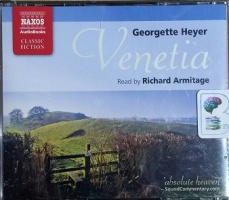 NAXOS
AudioBooks
CLASSIC
FICTION
Georgette Heyer
Venetia
Read by Richard Armitage
'absolute heaven'
SoundCommentary.com